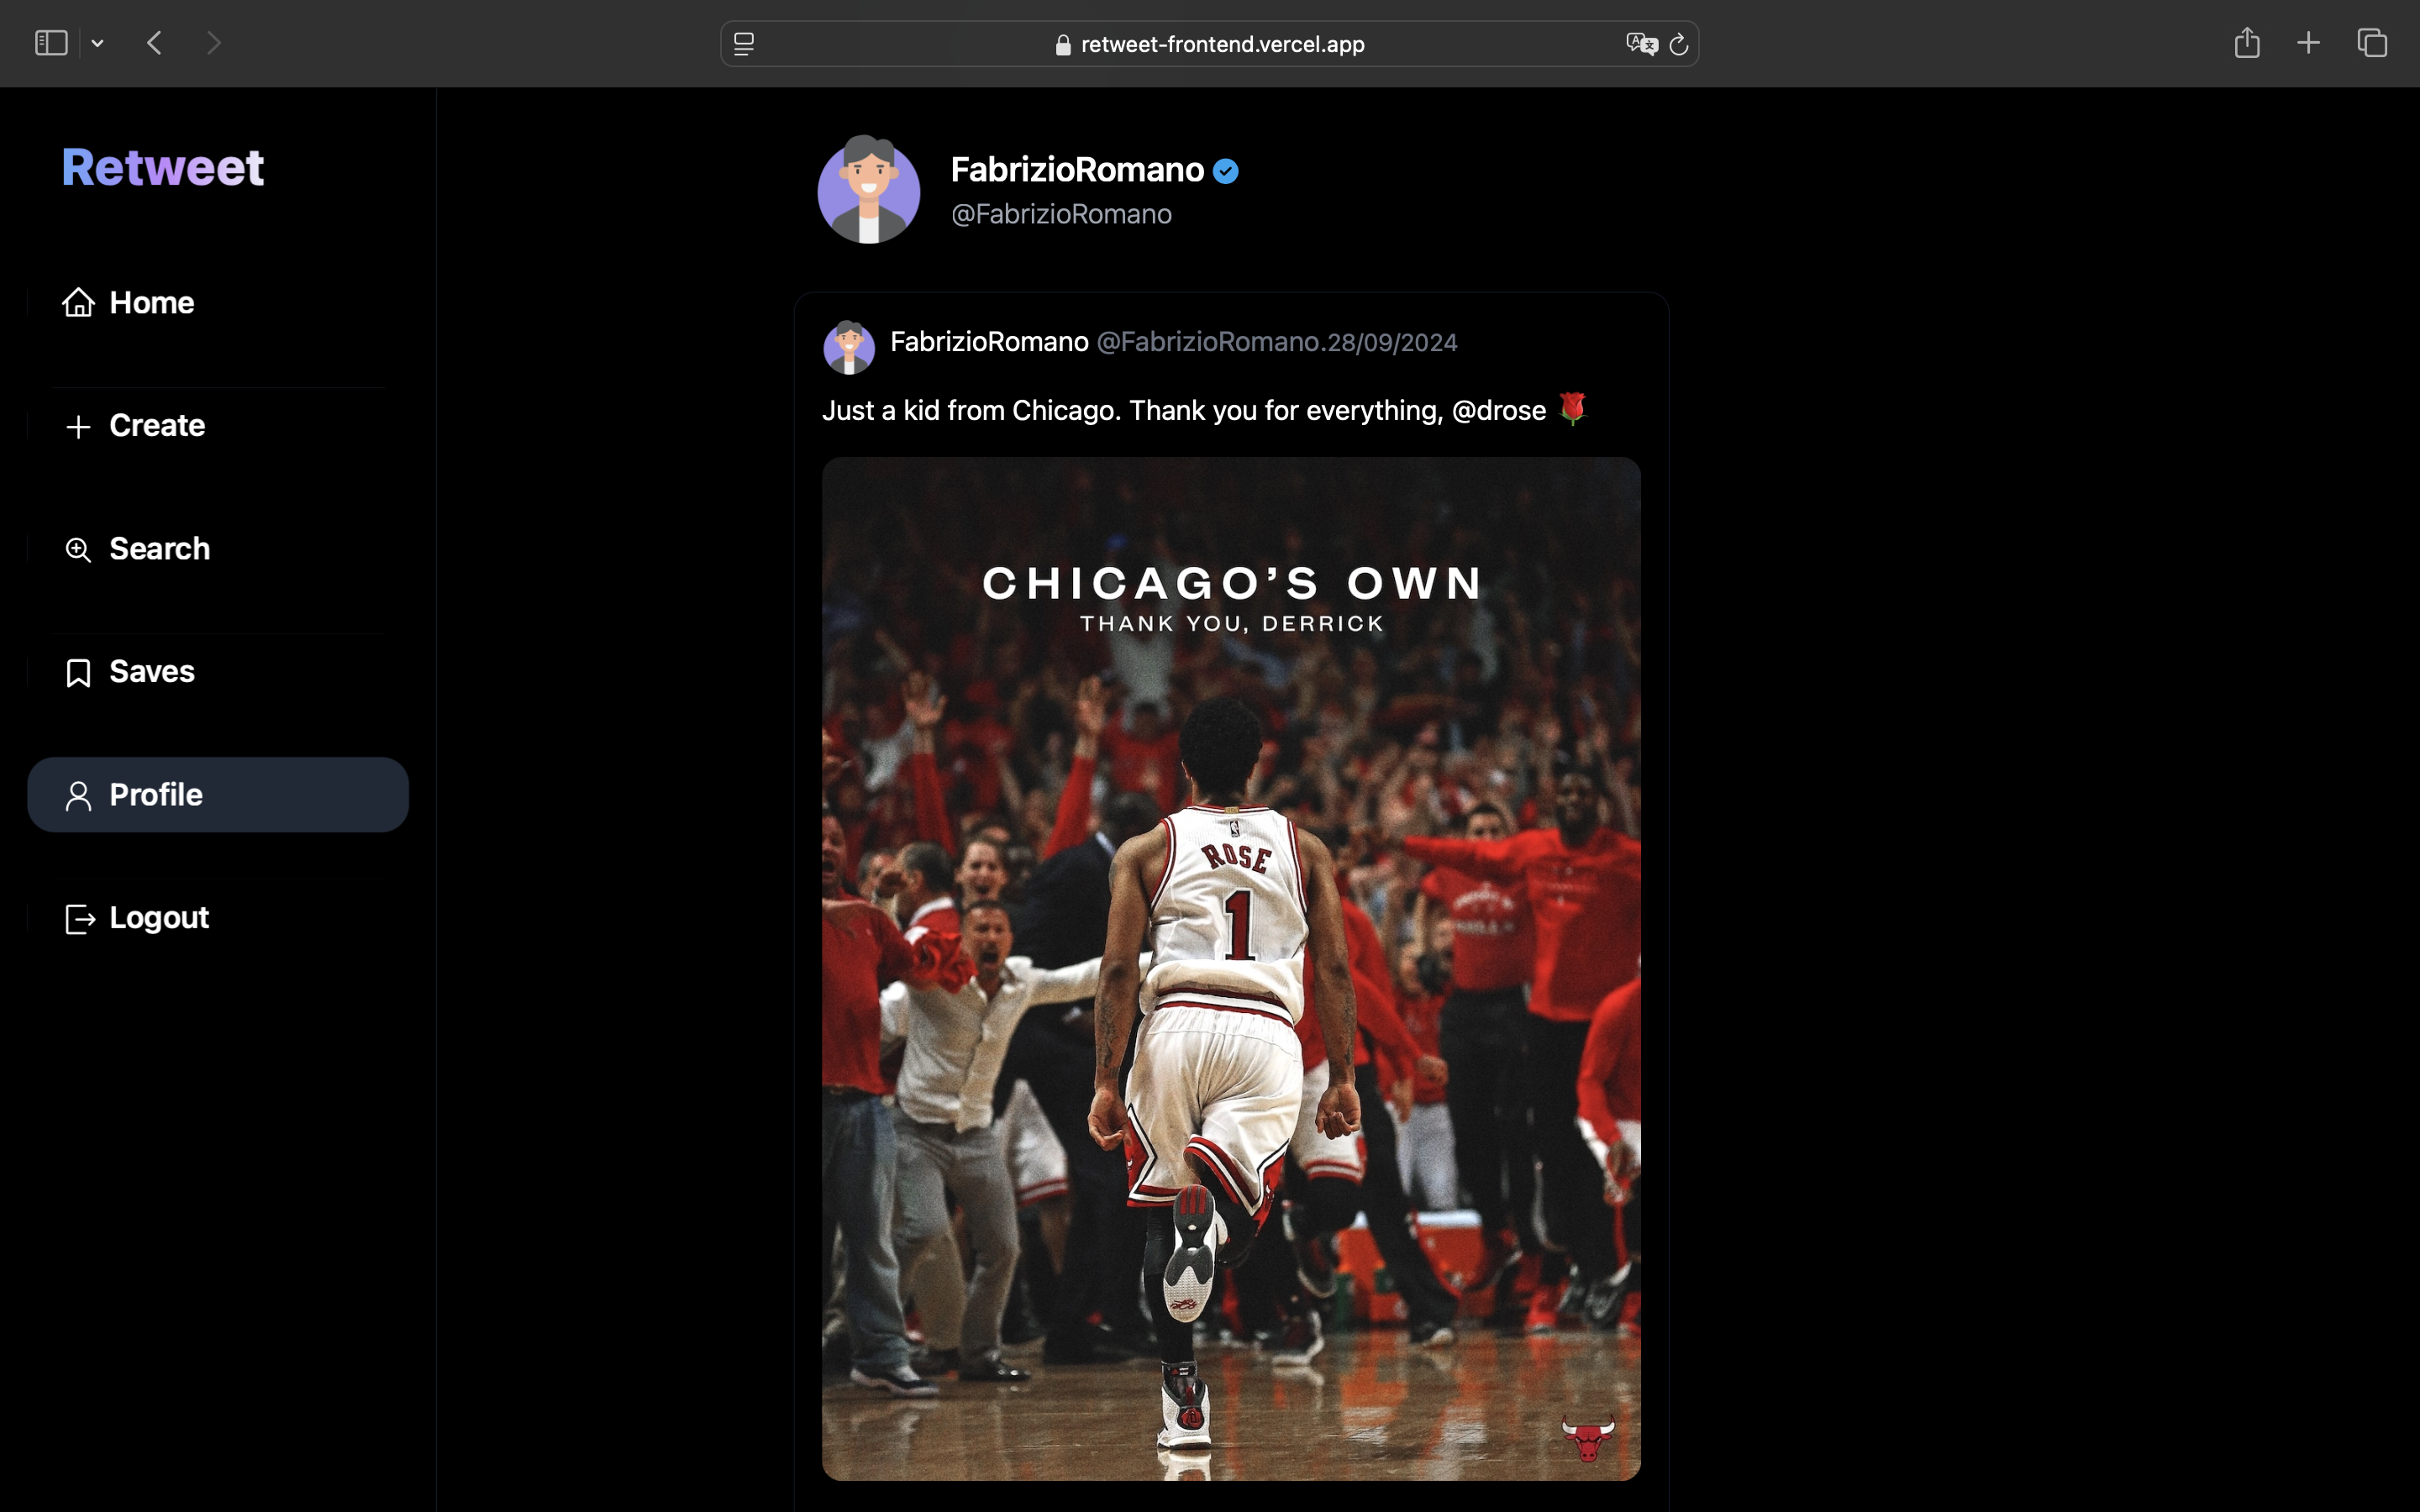 retweet-frontend.vercel.app
Retweet
Home
Create
Search
Saves
Profile
Logout
FabrizioRomano
@FabrizioRomano
FabrizioRomano @FabrizioRomano.28/09/2024
Just a kid from Chicago. Thank you for everything, @drose 🌹
CHICAGO’S OWN
THANK YOU, DERRICK
ROSE
1